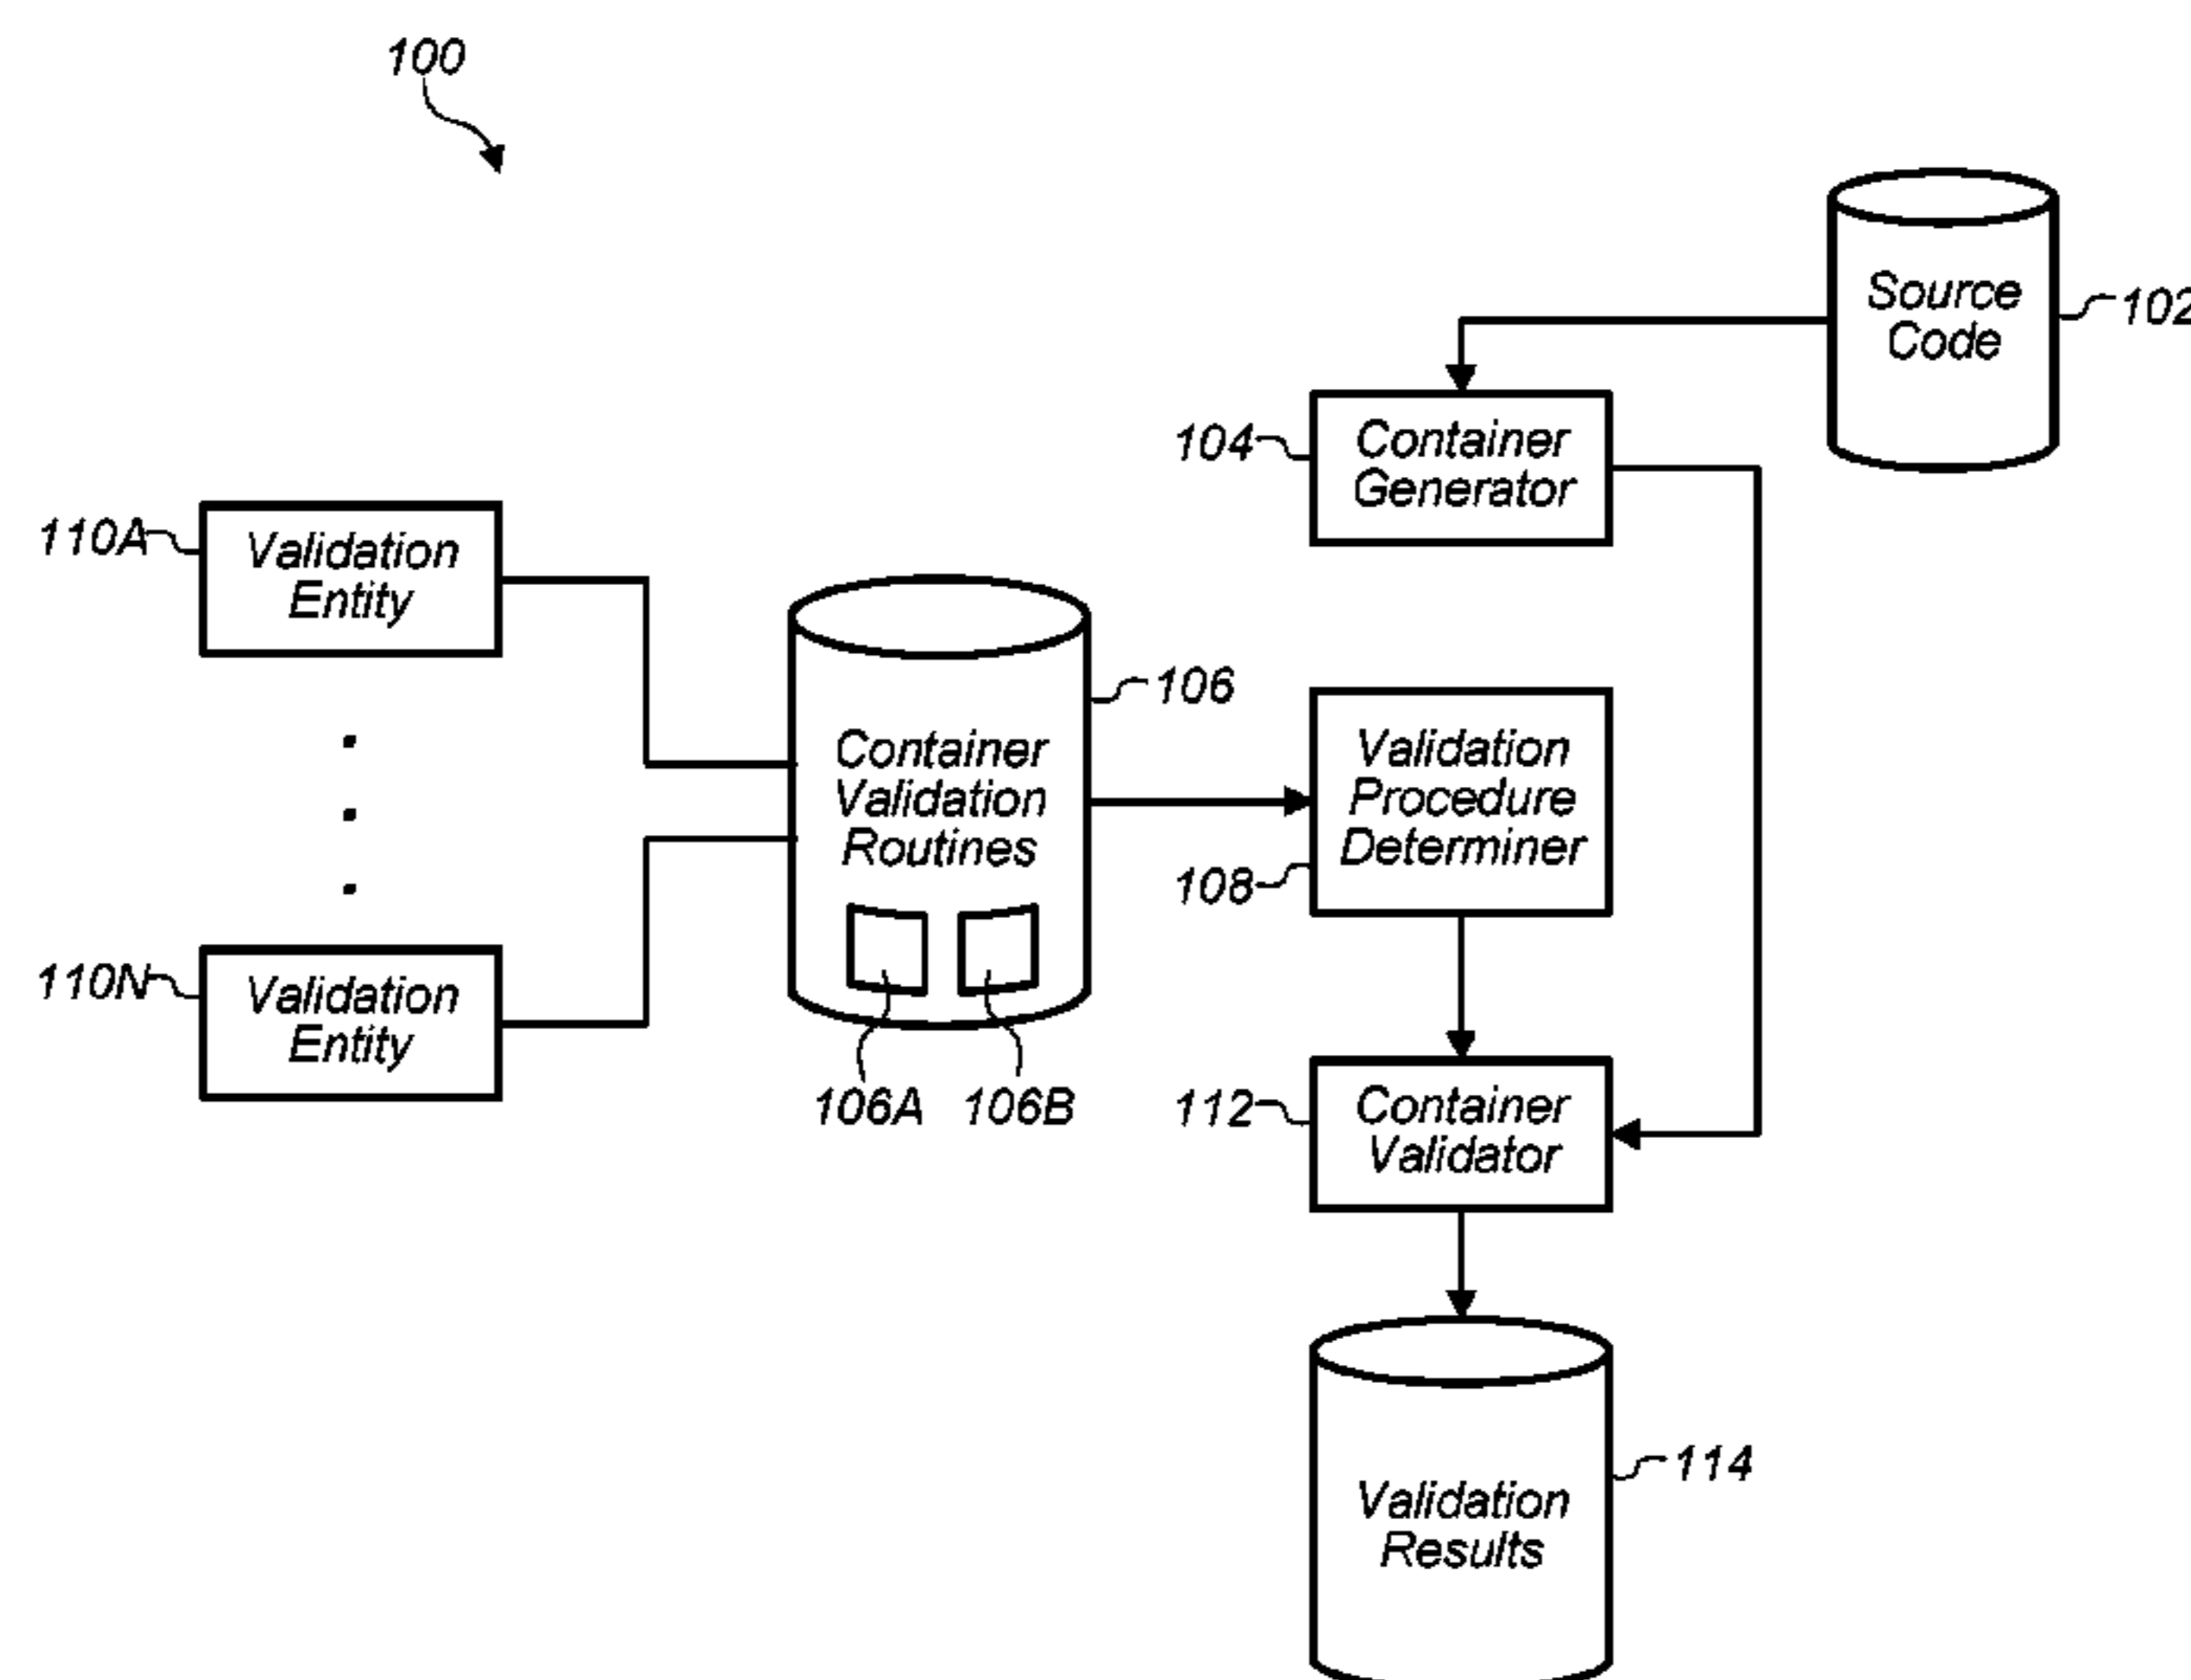 100
Source
Code
102
104
Container
Generator
110A
Validation
Entity
106
Container
Validation
Routines
Validation
Procedure
Determiner
108
110N
Validation
Entity
106A
106B
112
Container
Validator
114
Validation
Results